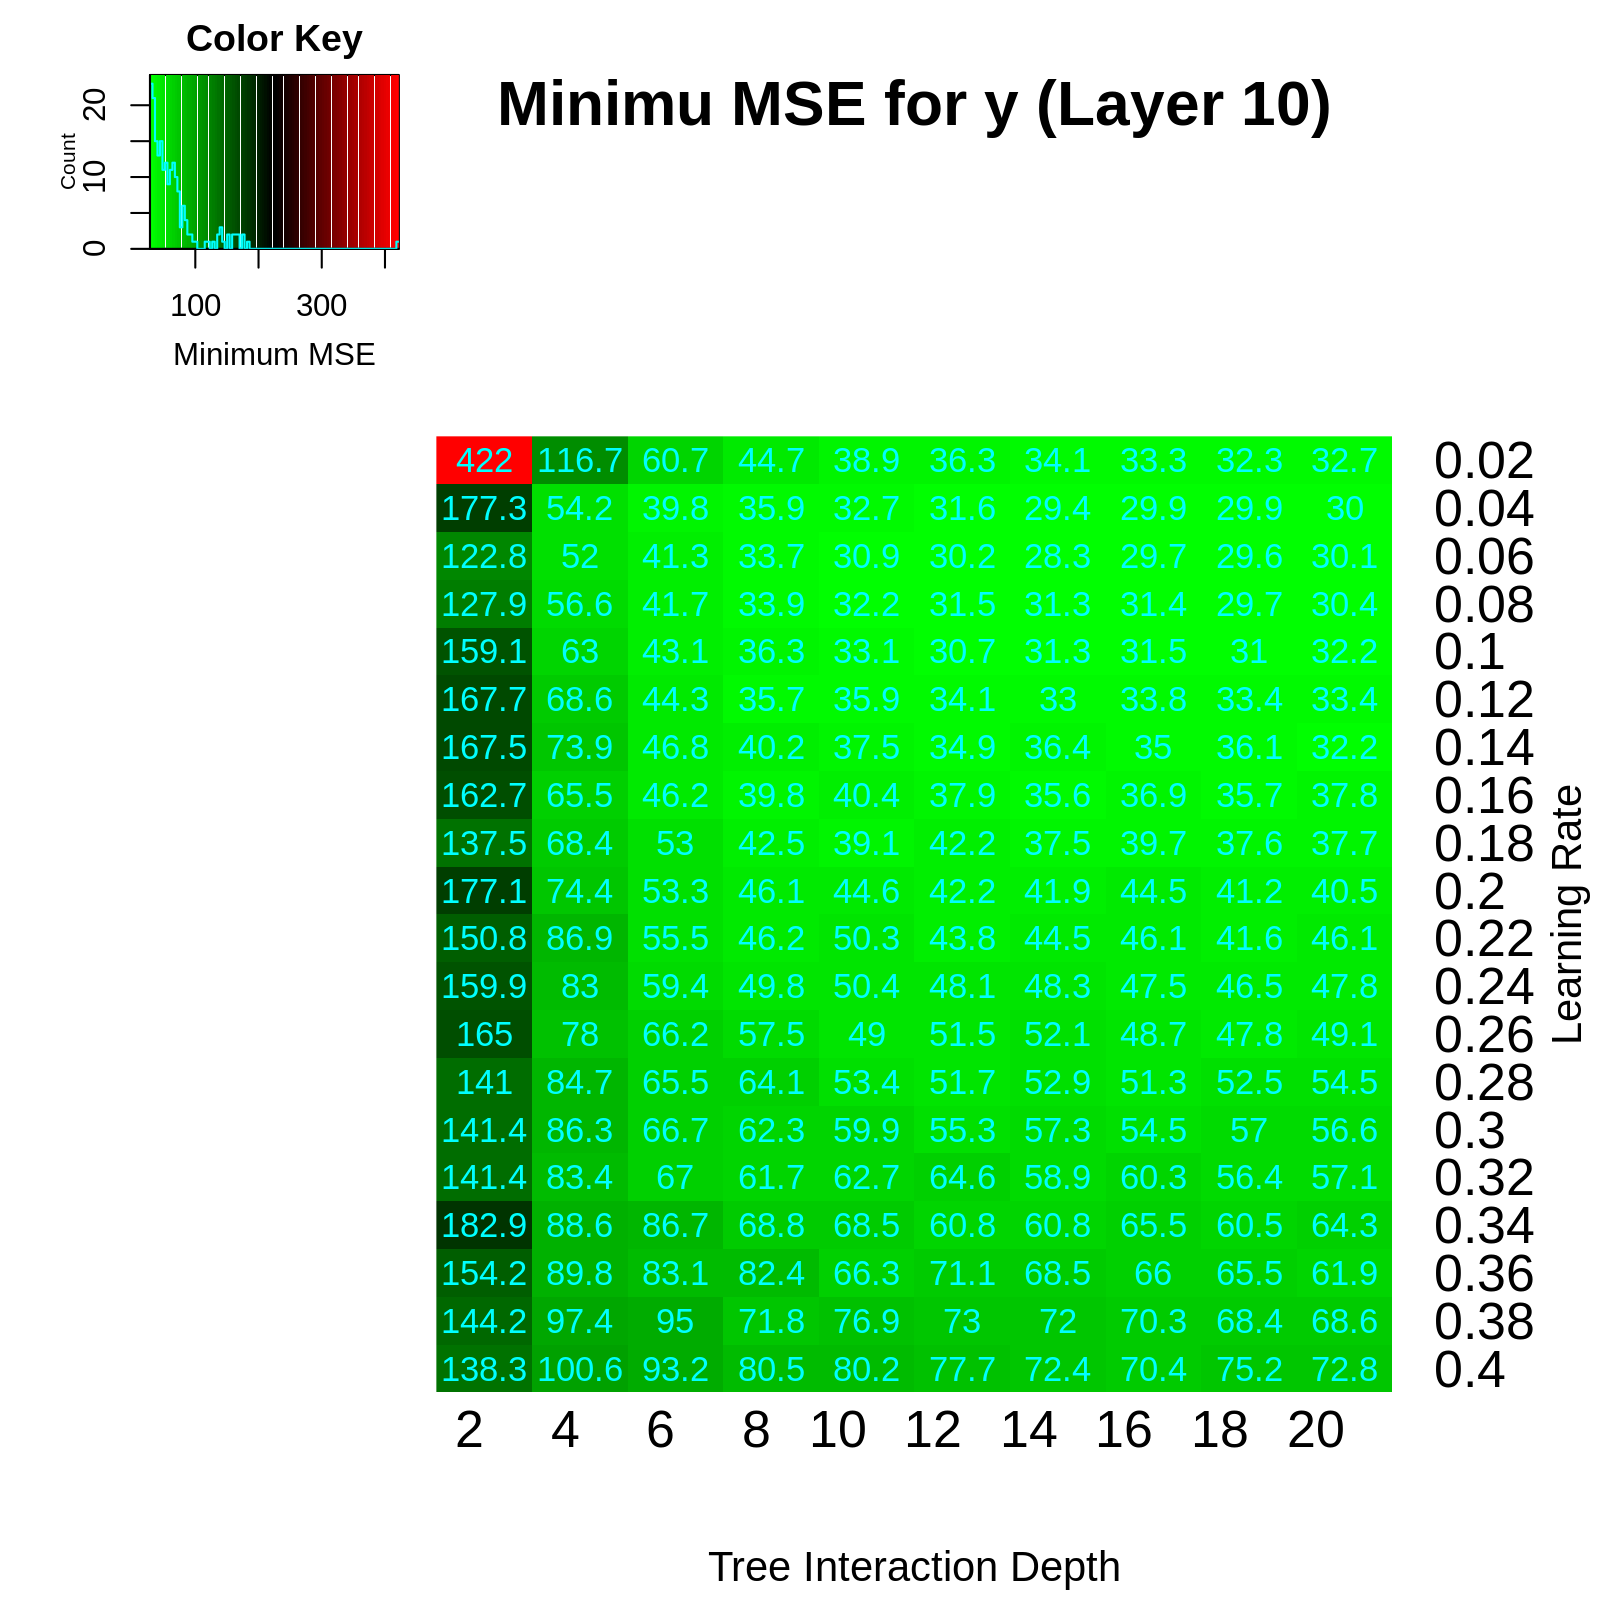 Color Key
Minimu MSE for y (Layer 10)
Count
20
10
0
100 300
Minimum MSE
422 116.7 60.7 44.7 38.9 36.3 34.1 33.3 32.3 32.7 0.02
177.3 54.2 39.8 35.9 32.7 31.6 29.4 29.9 29.9 30 0.04
122.8 52 41.3 33.7 30.9 30.2 28.3 29.7 29.6 30.1 0.06
127.9 56.6 41.7 33.9 32.2 31.5 31.3 31.4 29.7 30.4 0.08
159.1 63 43.1 36.3 33.1 30.7 31.3 31.5 31 32.2 0.1
167.7 68.6 44.3 35.7 35.9 34.1 33 33.8 33.4 33.4 0.12
167.5 73.9 46.8 40.2 37.5 34.9 36.4 35 36.1 32.2 0.14
162.7 65.5 46.2 39.8 40.4 37.9 35.6 36.9 35.7 37.8 0.16
137.5 68.4 53 42.5 39.1 42.2 37.5 39.7 37.6 37.7 0.18
177.1 74.4 53.3 46.1 44.6 42.2 41.9 44.5 41.2 40.5 0.2
150.8 86.9 55.5 46.2 50.3 43.8 44.5 46.1 41.6 46.1 0.22
159.9 83 59.4 49.8 50.4 48.1 48.3 47.5 46.5 47.8 0.24
165 78 66.2 57.5 49 51.5 52.1 48.7 47.8 49.1 0.26
141 84.7 65.5 64.1 53.4 51.7 52.9 51.3 52.5 54.5 0.28
141.4 86.3 66.7 62.3 59.9 55.3 57.3 54.5 57 56.6 0.3
141.4 83.4 67 61.7 62.7 64.6 58.9 60.3 56.4 57.1 0.32
182.9 88.6 86.7 68.8 68.5 60.8 60.8 65.5 60.5 64.3 0.34
154.2 89.8 83.1 82.4 66.3 71.1 68.5 66 65.5 61.9 0.36
144.2 97.4 95 71.8 76.9 73 72 70.3 68.4 68.6 0.38
138.3 100.6 93.2 80.5 80.2 77.7 72.4 70.4 75.2 72.8 0.4
Learning Rate
2 4 6 8 10 12 14 16 18 20
Tree Interaction Depth